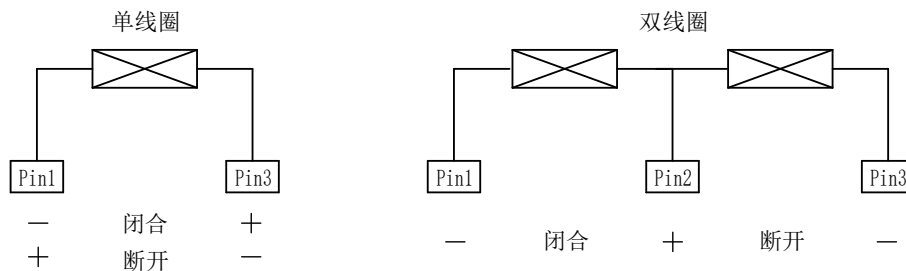 单线圈 双线圈
Pin1 Pin3 Pin1 Pin2 Pin3
— 闭合 +
+ 断开 —
— 闭合 + 断开 —